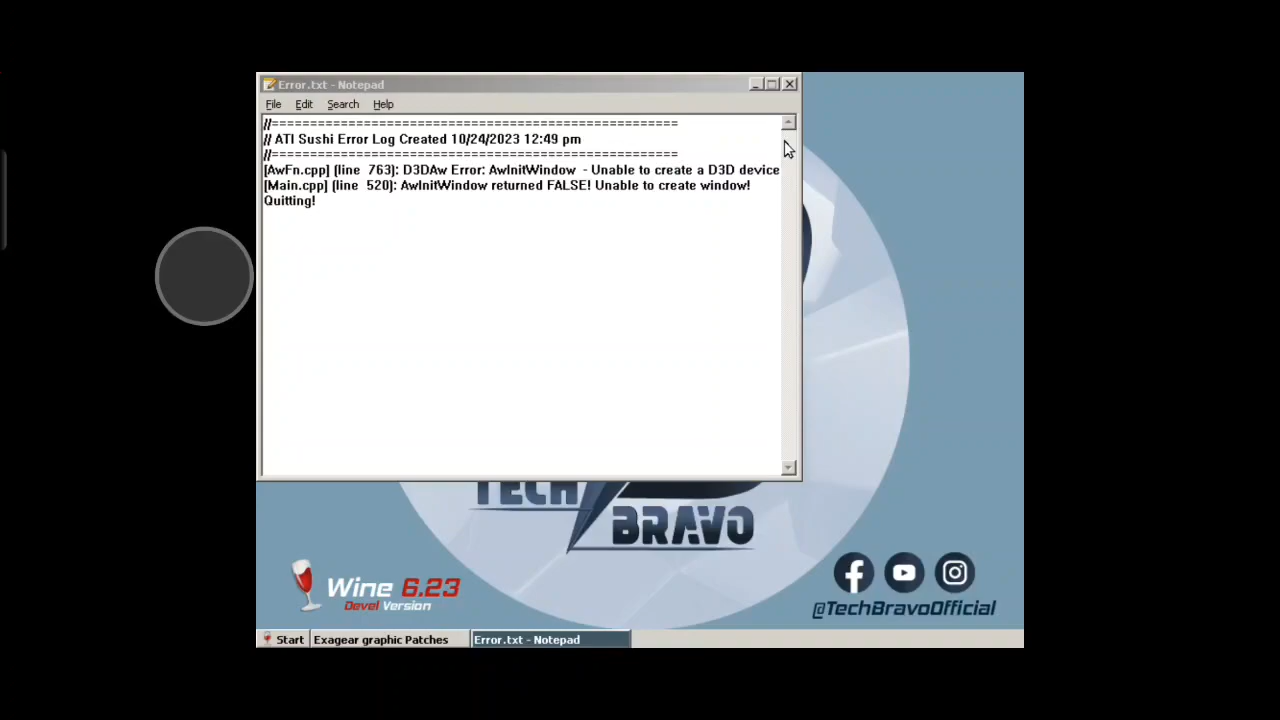 Error.txt - Notepad
File Edit Search Help
//=====================================================
// ATI Sushi Error Log Created 10/24/2023 12:49 pm
//=====================================================
[AwFn.cpp] (line  763): D3DAw Error: AwInitWindow  - Unable to create a D3D device
[Main.cpp] (line  520): AwInitWindow returned FALSE! Unable to create window!
Quitting!
TECH
BRAVO
Wine 6.23
Devel Version
@TechBravoOfficial
Start Exagear graphic Patches Error.txt - Notepad